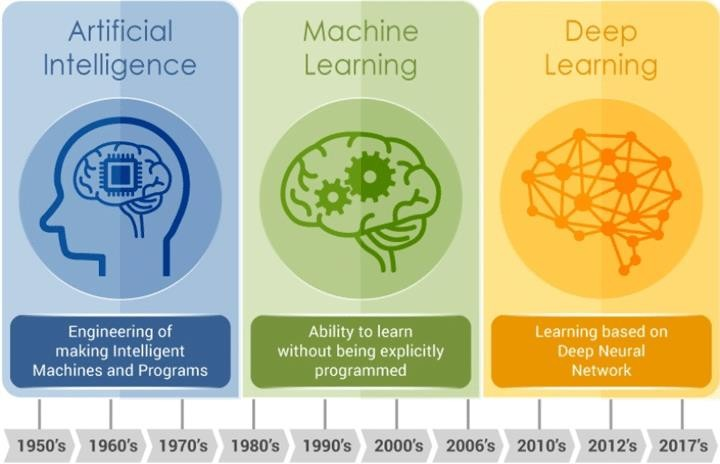 Artificial
Intelligence
Machine
Learning
Deep
Learning
Engineering of
making Intelligent
Machines and Programs
Ability to learn
without being explicitly
programmed
Learning based on
Deep Neural
Network
1950's 1960's 1970's 1980's 1990's 2000's 2006's 2010's 2012's 2017's